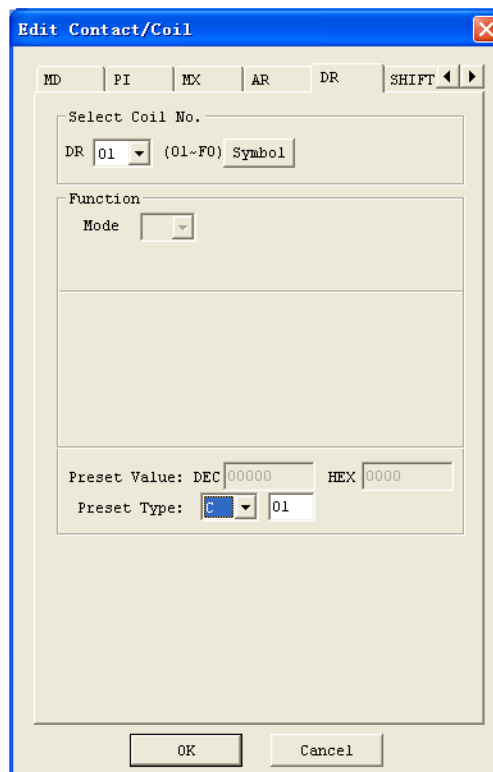 Edit Contact/Coil
MD PI MX AR DR SHIFT
Select Coil No.
DR 01 (01~F0) Symbol
Function
Mode
Preset Value: DEC 00000 HEX 0000
Preset Type: C 01
OK Cancel